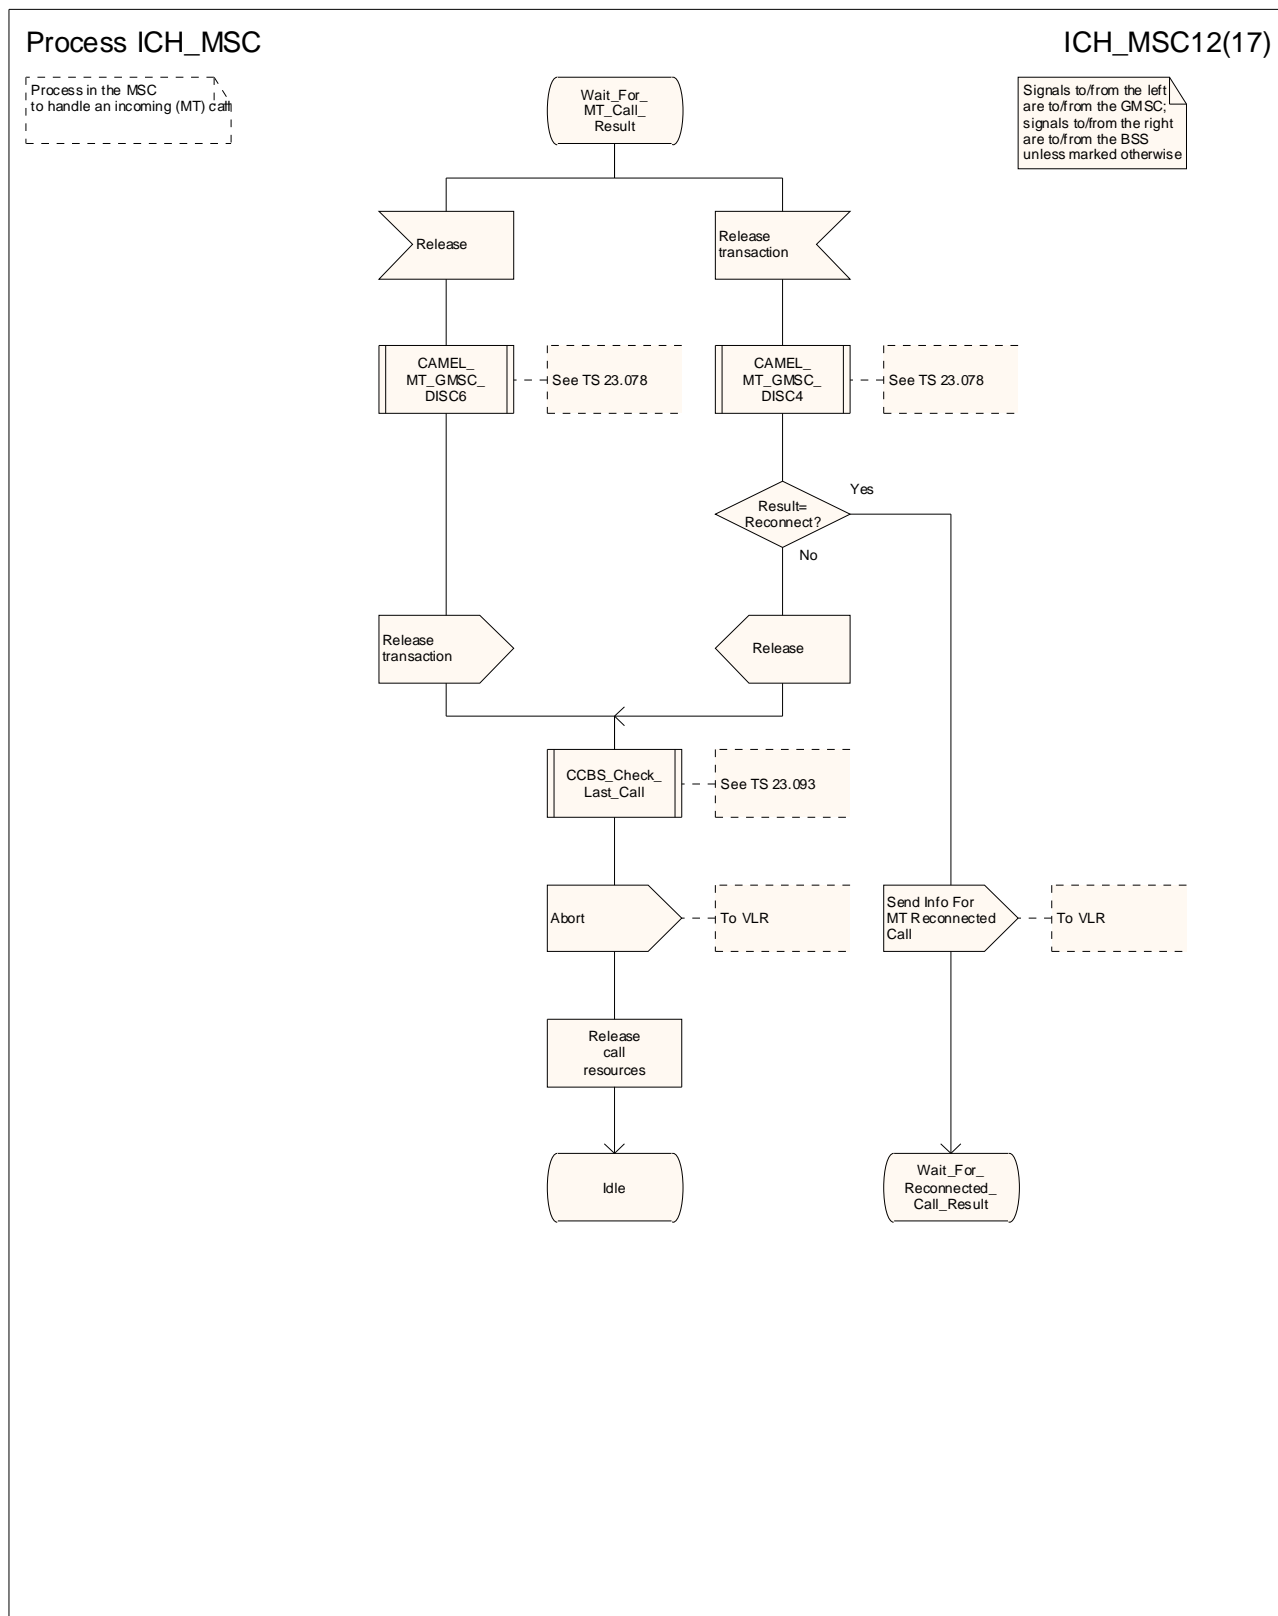 Process ICH_MSC
ICH_MSC12(17)
Process in the MSC
to handle an incoming (MT) call
Signals to/from the left
are to/from the GMSC;
signals to/from the right
are to/from the BSS
unless marked otherwise
Wait_For_
MT_Call_
Result
Release
Release
transaction
CAMEL_
MT_GMSC_
DISC6
See TS 23.078
CAMEL_
MT_GMSC_
DISC4
See TS 23.078
Result=
Reconnect?
Yes
No
Release
transaction
Release
CCBS_Check_
Last_Call
See TS 23.093
Abort
To VLR
Send Info For
MT Reconnected
Call
To VLR
Release
call
resources
Idle
Wait_For_
Reconnected_
Call_Result